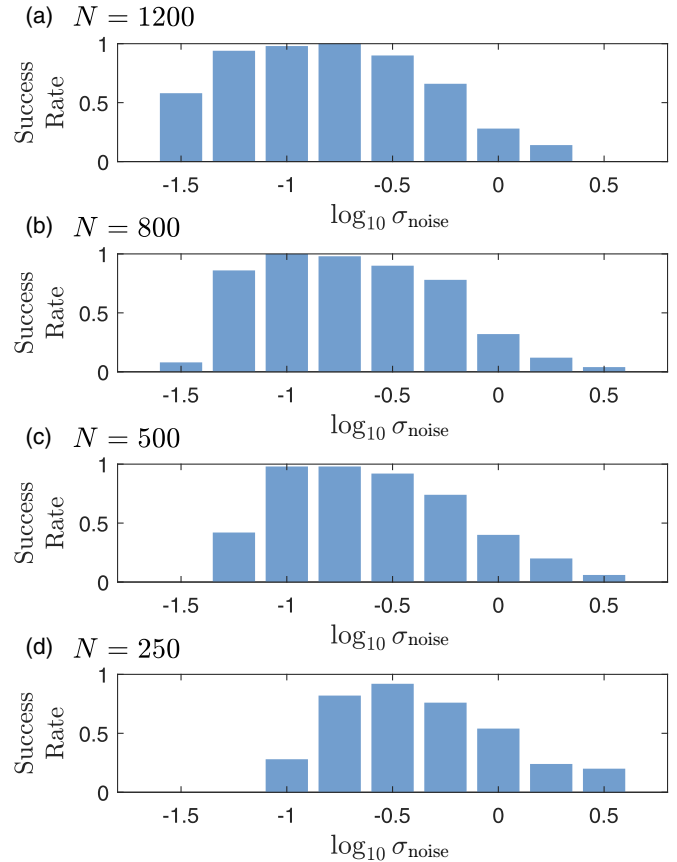 (a) N = 1200
Success
Rate
1
0.5
0
-1.5 -1 -0.5 0 0.5
log10 σnoise
(b) N = 800
Success
Rate
1
0.5
0
-1.5 -1 -0.5 0 0.5
log10 σnoise
(c) N = 500
Success
Rate
1
0.5
0
-1.5 -1 -0.5 0 0.5
log10 σnoise
(d) N = 250
Success
Rate
1
0.5
0
-1.5 -1 -0.5 0 0.5
log10 σnoise